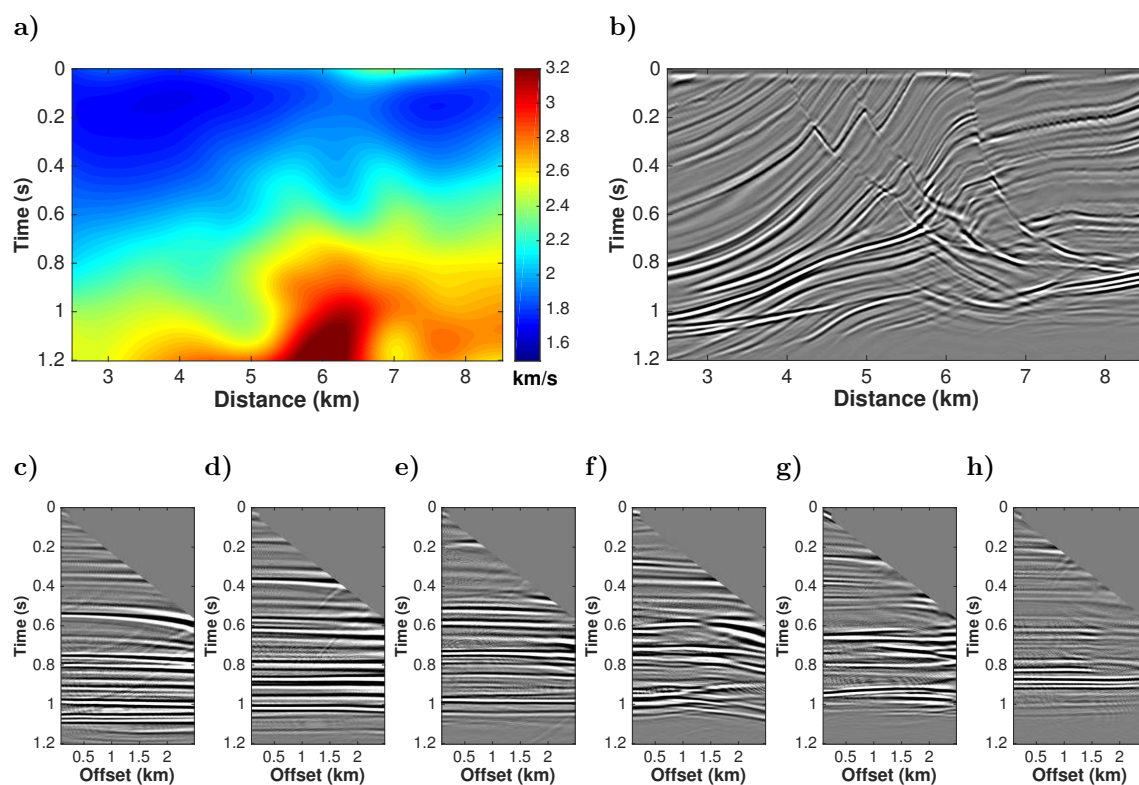 a)
b)
0
0.2
0.4
0.6
0.8
1
1.2
Time (s)
3
4
5
6
7
8
Distance (km)
3.2
3
2.8
2.6
2.4
2.2
2
1.8
1.6
km/s
0
0.2
0.4
0.6
0.8
1
1.2
Time (s)
3
4
5
6
7
8
Distance (km)
c)
d)
e)
f)
g)
h)
0
0.2
0.4
0.6
0.8
1
1.2
Time (s)
0.5 1 1.5 2
Offset (km)
0
0.2
0.4
0.6
0.8
1
1.2
Time (s)
0.5 1 1.5 2
Offset (km)
0
0.2
0.4
0.6
0.8
1
1.2
Time (s)
0.5 1 1.5 2
Offset (km)
0
0.2
0.4
0.6
0.8
1
1.2
Time (s)
0.5 1 1.5 2
Offset (km)
0
0.2
0.4
0.6
0.8
1
1.2
Time (s)
0.5 1 1.5 2
Offset (km)
0
0.2
0.4
0.6
0.8
1
1.2
Time (s)
0.5 1 1.5 2
Offset (km)